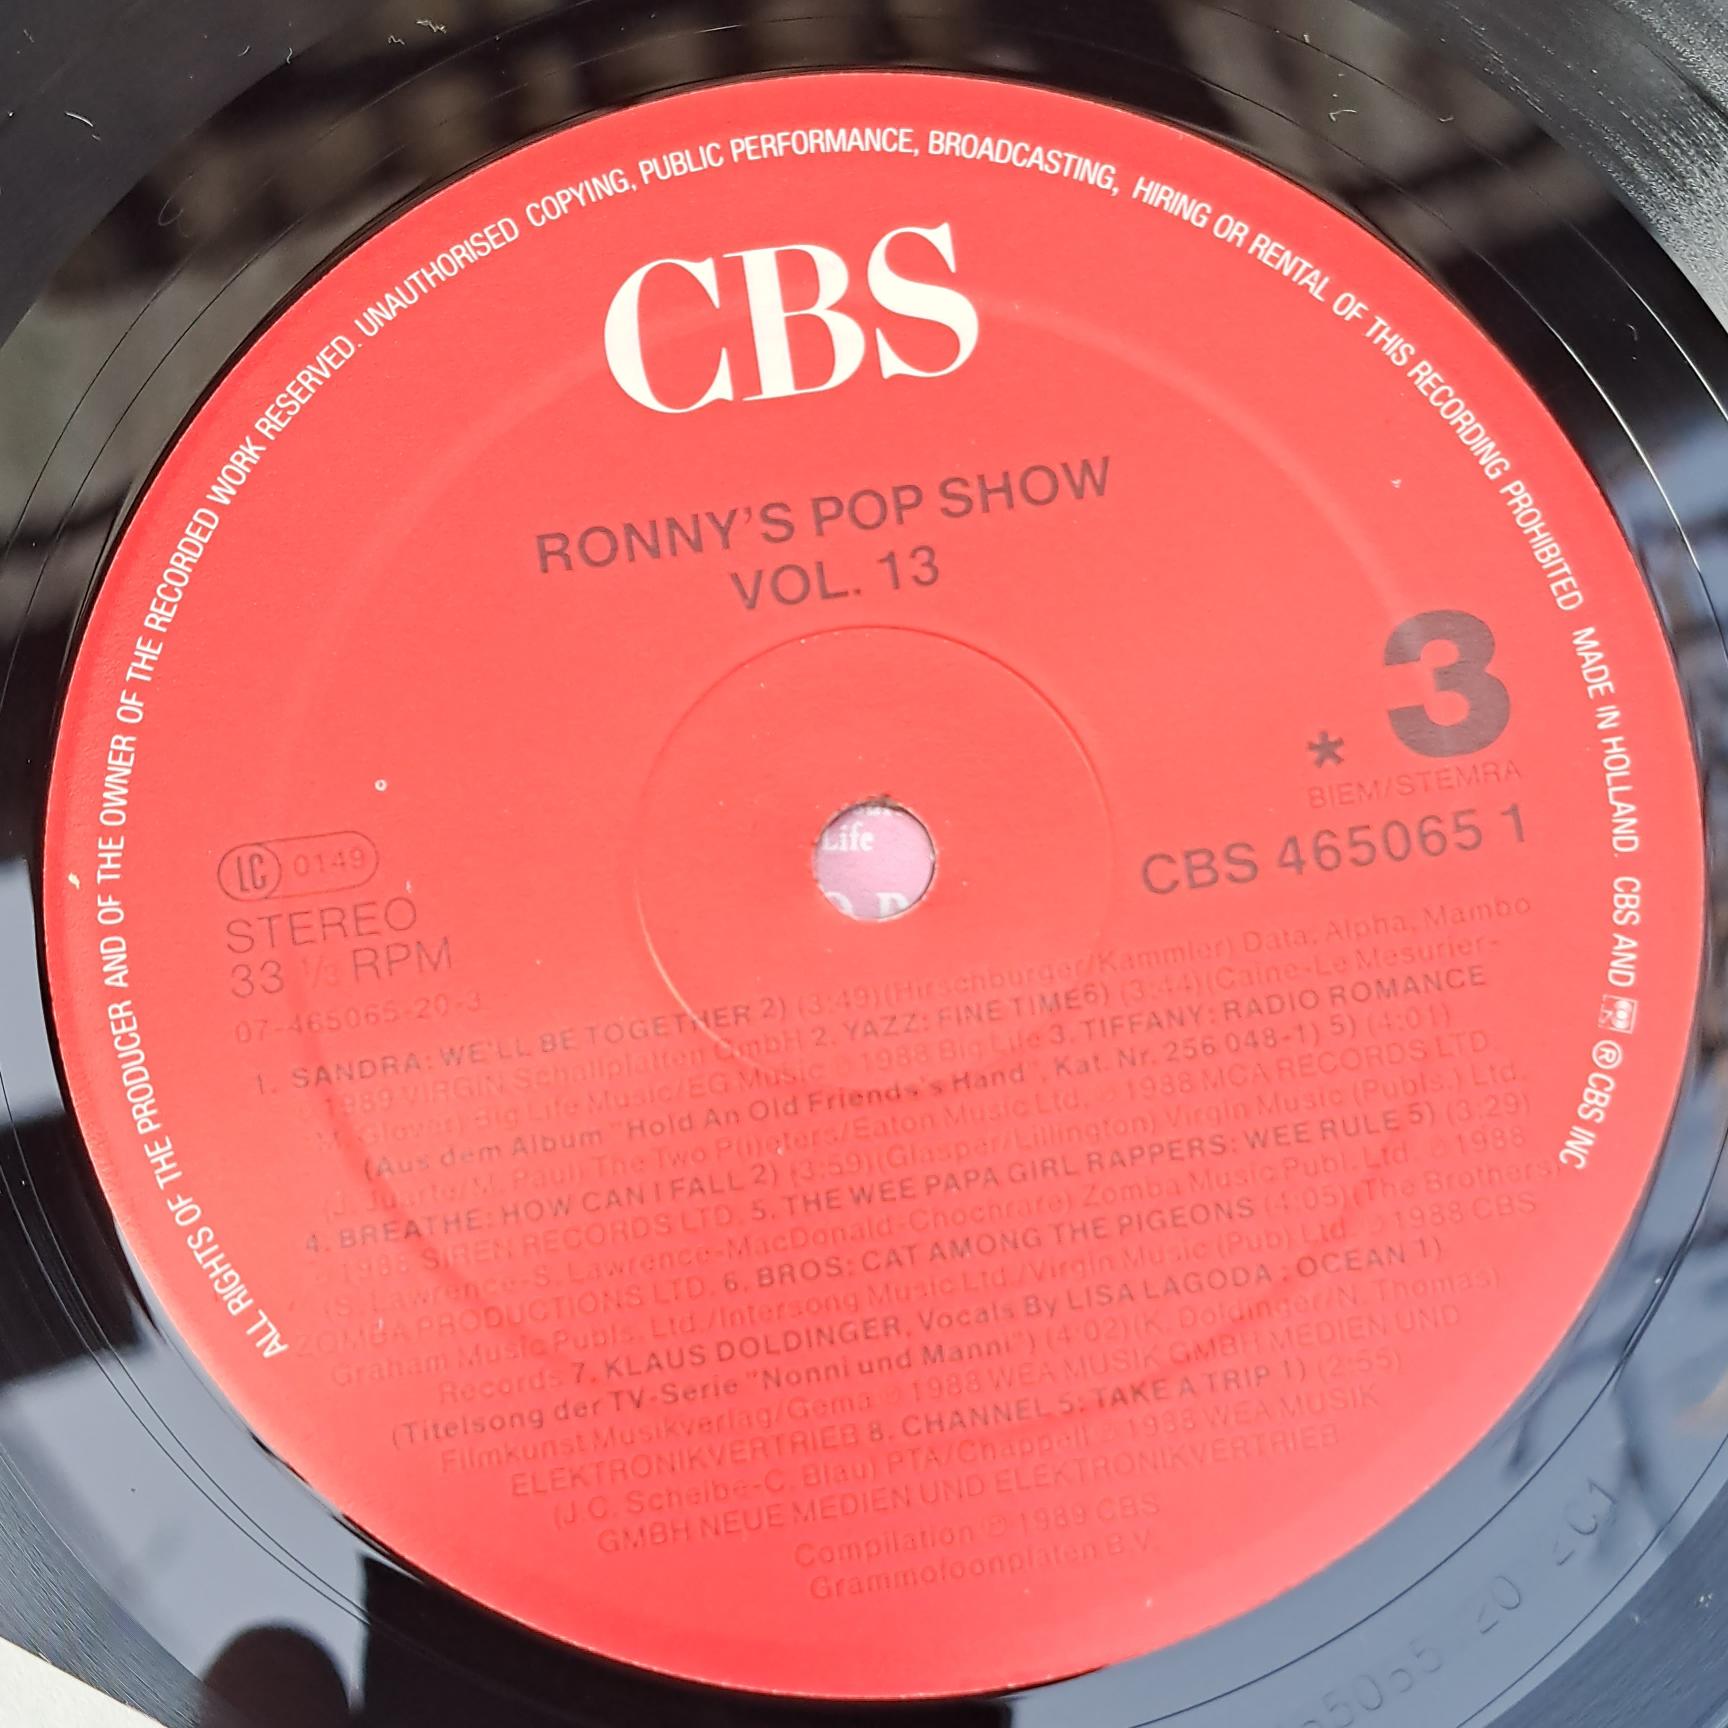 ALL RIGHTS OF THE PRODUCER AND OF THE OWNER OF THE RECORDED WORK RESERVED. UNAUTHORISED COPYING, PUBLIC PERFORMANCE, BROADCASTING, HIRING OR RENTAL OF THIS RECORDING PROHIBITED MADE IN HOLLAND. CBS AND ℗ CBS INC
CBS
RONNY'S POP SHOW
VOL. 13
* 3
BIEM/STEMRA
CBS 465065 1
LC 0149
STEREO
33 1/3 RPM
07-465065-20-3
Life
1. SANDRA: WE'LL BE TOGETHER 2) (3:49)(Hirschburger/Kammler) Data, Alpha, Mambo
℗ 1989 VIRGIN Schallplatten GmbH 2. YAZZ: FINE TIME 6) (3:44)(Caine-Le Mesurier-
M. Glover) Big Life Music/EG Music ℗ 1988 Big Life 3. TIFFANY: RADIO ROMANCE
(Aus dem Album "Hold An Old Friends's Hand", Kat. Nr. 256 048-1) 5) (4:01)
(J. Duarte/M. Paul) The Two P(i)eters/Eaton Music Ltd. ℗ 1988 MCA RECORDS LTD.
4. BREATHE: HOW CAN I FALL 2) (3:59)(Glasper/Lillington) Virgin Music (Publs.) Ltd.
℗ 1988 SIREN RECORDS LTD. 5. THE WEE PAPA GIRL RAPPERS: WEE RULE 5) (3:29)
(S. Lawrence-S. Lawrence-MacDonald-Chochrare) Zomba Music Publ. Ltd. ℗ 1988
ZOMBA PRODUCTIONS LTD. 6. BROS: CAT AMONG THE PIGEONS (4:05)(The Brothers)
Graham Music Publs. Ltd./Intersong Music Ltd./Virgin Music (Pub) Ltd. ℗ 1988 CBS
Records 7. KLAUS DOLDINGER, Vocals By LISA LAGODA : OCEAN 1)
(Titelsong der TV-Serie "Nonni und Manni") (4:02)(K. Doldinger/N. Thomas)
Filmkunst Musikverlag/Gema ℗ 1988 WEA MUSIK GMBH MEDIEN UND
ELEKTRONIKVERTRIEB 8. CHANNEL 5: TAKE A TRIP 1) (2:55)
(J.C. Scheibe-C. Blau) PTA/Chappell ℗ 1988 WEA MUSIK
GMBH NEUE MEDIEN UND ELEKTRONIKVERTRIEB
Compilation ℗ 1989 CBS
Grammofoonplaten B.V.